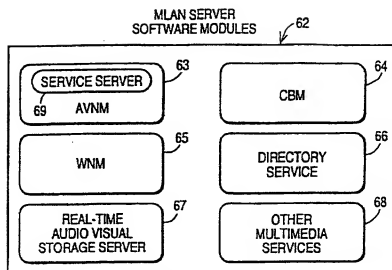 MLAN SERVER
SOFTWARE MODULES
62
SERVICE SERVER
63
69
AVNM
CBM
64
65
WNM
DIRECTORY
SERVICE
66
67
REAL-TIME
AUDIO VISUAL
STORAGE SERVER
OTHER
MULTIMEDIA
SERVICES
68